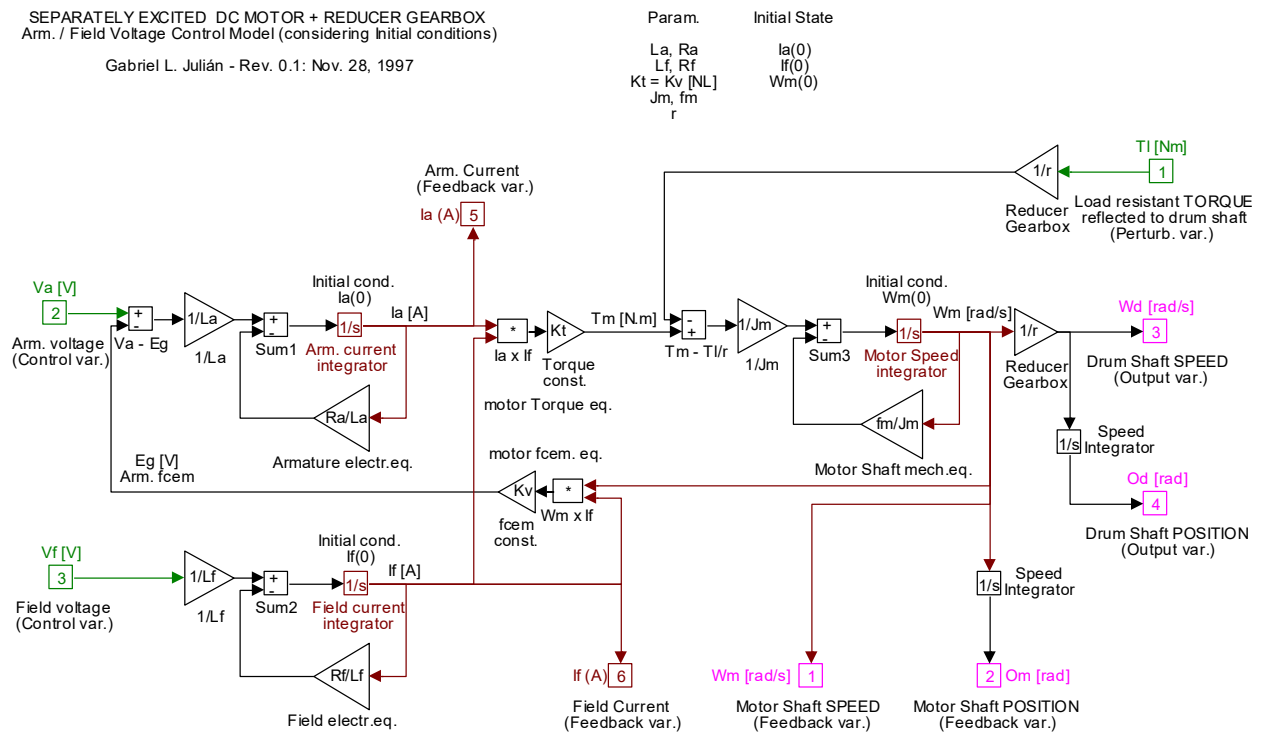 SEPARATELY EXCITED DC MOTOR + REDUCER GEARBOX
Arm. / Field Voltage Control Model (considering Initial conditions)
Gabriel L. Julián - Rev. 0.1: Nov. 28, 1997
Param.
La, Ra
Lf, Rf
Kt = Kv [NL]
Jm, fm
r
Initial State
Ia(0)
If(0)
Wm(0)
Tl [Nm]
1
Load resistant TORQUE
reflected to drum shaft
(Perturb. var.)
1/r
Reducer
Gearbox
Arm. Current
(Feedback var.)
Ia (A)
5
Va [V]
2
Arm. voltage
(Control var.)
+
-
Va - Eg
1/La
1/La
+
-
Sum1
Initial cond.
Ia(0)
1/s
Arm. current
integrator
Ia [A]
Ra/La
Armature electr.eq.
*
Ia x If
Kt
Torque
const.
motor Torque eq.
Tm [N.m]
-
+
Tm - Tl/r
1/Jm
1/Jm
+
-
Sum3
Initial cond.
Wm(0)
1/s
Motor Speed
integrator
Wm [rad/s]
fm/Jm
Motor Shaft mech.eq.
1/r
Reducer
Gearbox
Wd [rad/s]
3
Drum Shaft SPEED
(Output var.)
1/s
Speed
Integrator
Od [rad]
4
Drum Shaft POSITION
(Output var.)
Eg [V]
Arm. fcem
motor fcem. eq.
Kv
fcem
const.
*
Wm x If
Vf [V]
3
Field voltage
(Control var.)
1/Lf
1/Lf
+
-
Sum2
Initial cond.
If(0)
1/s
Field current
integrator
If [A]
Rf/Lf
Field electr.eq.
If (A)
6
Field Current
(Feedback var.)
Wm [rad/s]
1
Motor Shaft SPEED
(Feedback var.)
1/s
Speed
Integrator
2
Om [rad]
Motor Shaft POSITION
(Feedback var.)